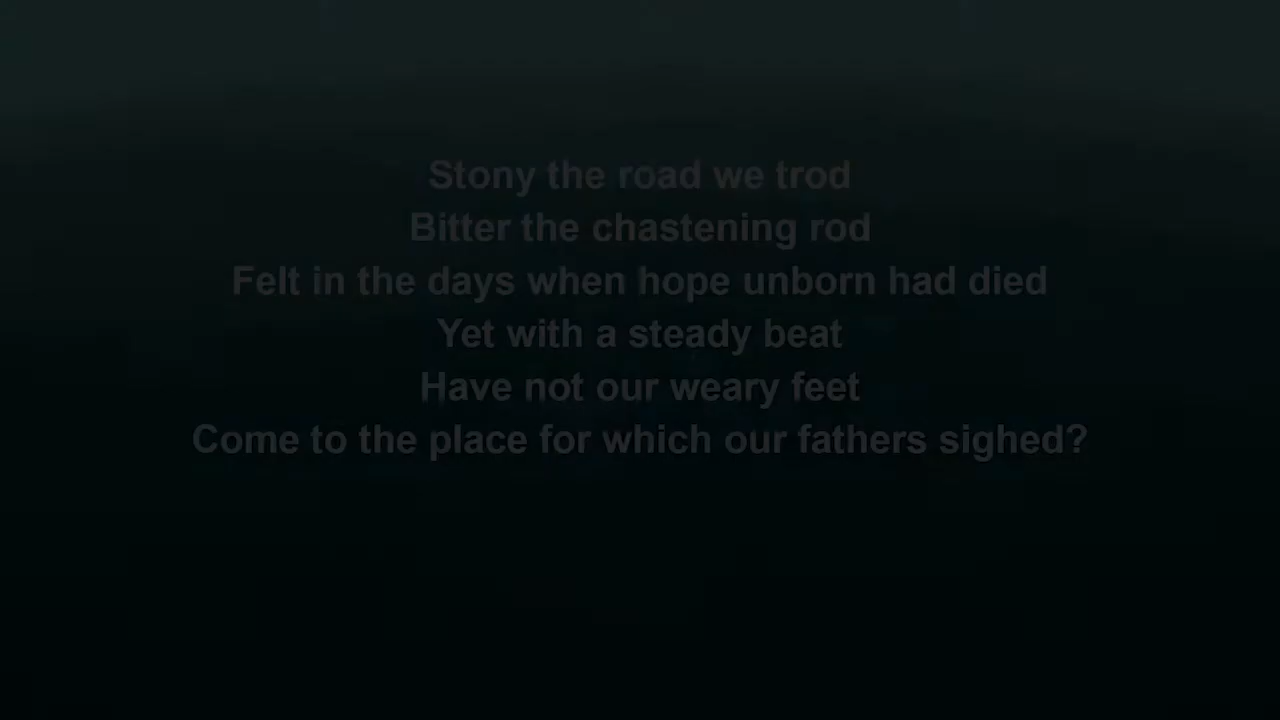 Stony the road we trod
Bitter the chastening rod
Felt in the days when hope unborn had died
Yet with a steady beat
Have not our weary feet
Come to the place for which our fathers sighed?